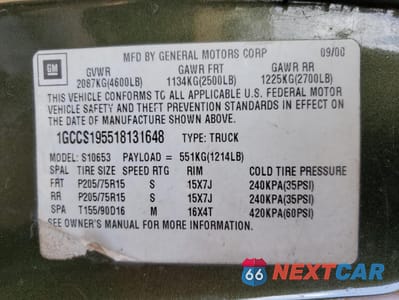 MFD BY GENERAL MOTORS CORP 09/00
GM
GVWR GAWR FRT GAWR RR
2087KG(4600LB) 1134KG(2500LB) 1225KG(2700LB)
THIS VEHICLE CONFORMS TO ALL APPLICABLE U.S. FEDERAL MOTOR
VEHICLE SAFETY AND THEFT PREVENTION STANDARDS IN EFFECT ON
THE DATE OF MANUFACTURE SHOWN ABOVE.
1GCCS195518131648 TYPE: TRUCK
MODEL: S10653 PAYLOAD = 551KG(1214LB)
SPAL TIRE SIZE SPEED RTG RIM COLD TIRE PRESSURE
FRT P205/75R15 S 15X7J 240KPA(35PSI)
RR P205/75R15 S 15X7J 240KPA(35PSI)
SPA T155/90D16 M 16X4T 420KPA(60PSI)
SEE OWNER'S MANUAL FOR MORE INFORMATION.
66 NEXTCAR